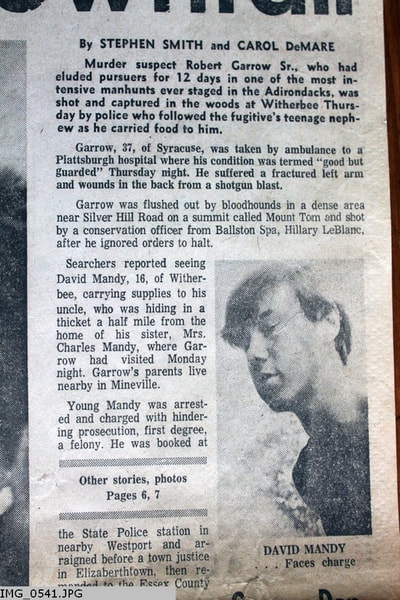 By STEPHEN SMITH and CAROL DeMARE
Murder suspect Robert Garrow Sr., who had
eluded pursuers for 12 days in one of the most in-
tensive manhunts ever staged in the Adirondacks, was
shot and captured in the woods at Witherbee Thurs-
day by police who followed the fugitive's teenage neph-
ew as he carried food to him.
Garrow, 37, of Syracuse, was taken by ambulance to a
Plattsburgh hospital where his condition was termed "good but
guarded" Thursday night. He suffered a fractured left arm
and wounds in the back from a shotgun blast.
Garrow was flushed out by bloodhounds in a dense area
near Silver Hill Road on a summit called Mount Tom and shot
by a conservation officer from Ballston Spa, Hillary LeBlanc,
after he ignored orders to halt.
Searchers reported seeing
David Mandy, 16, of Wither-
bee, carrying supplies to his
uncle, who was hiding in a
thicket a half mile from the
home of his sister, Mrs.
Charles Mandy, where Gar-
row had visited Monday
night. Garrow's parents live
nearby in Mineville.
Young Mandy was arrest-
ed and charged with hinder-
ing prosecution, first degree,
a felony. He was booked at
Other stories, photos
Pages 6, 7
the State Police station in
nearby Westport and ar-
raigned before a town justice
in Elizaberthtown, then re-
manded to the Essex County
DAVID MANDY
. . . Faces charge
IMG_0541.JPG